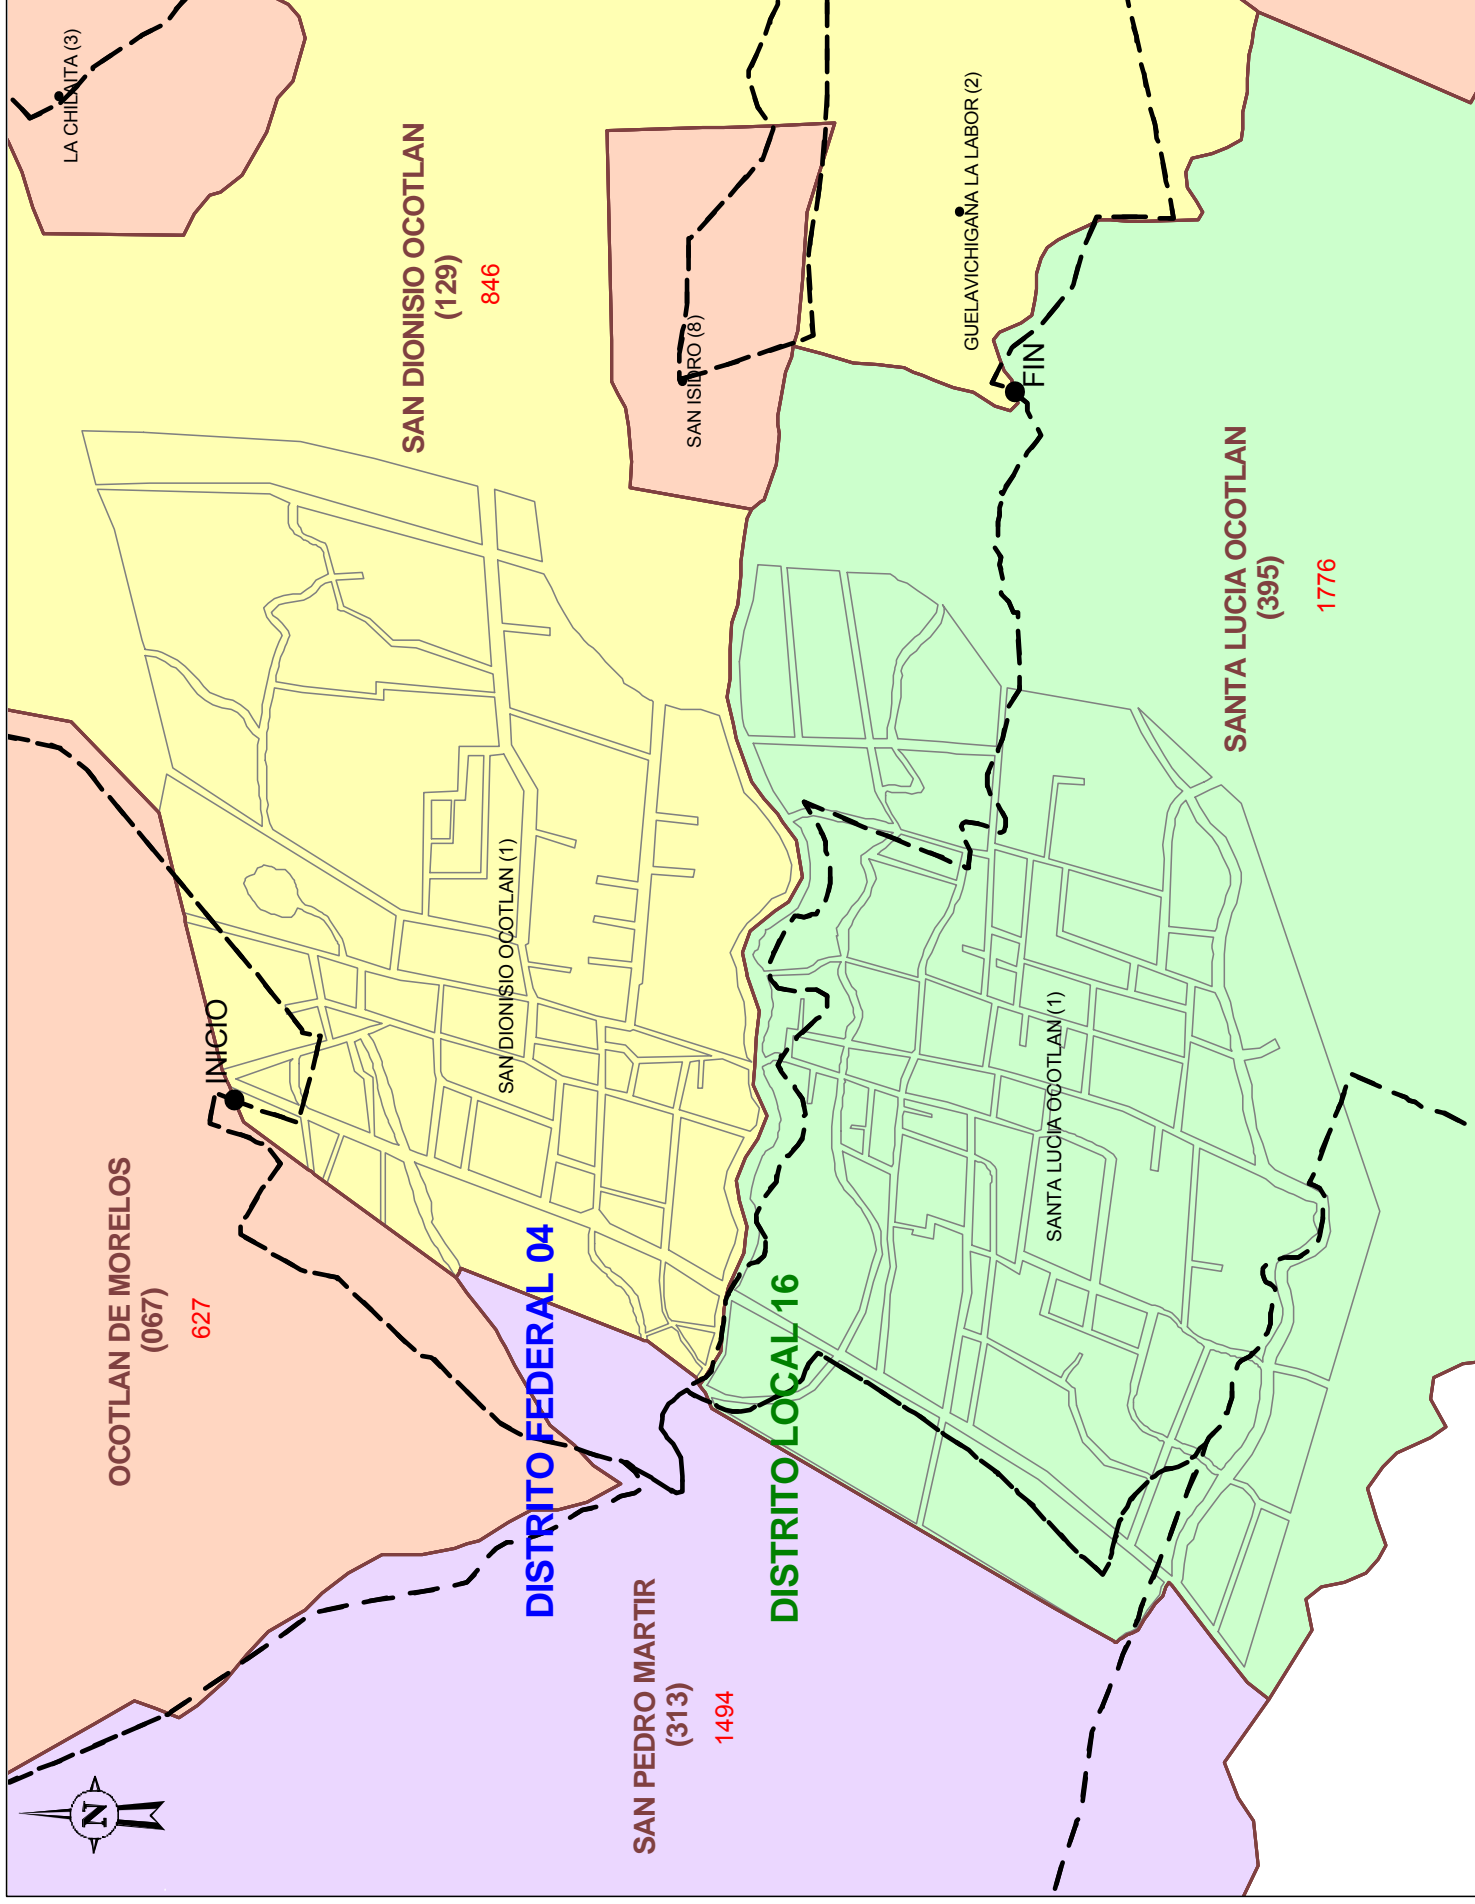 LA CHILAITA (3)
SAN DIONISIO OCOTLAN
(129)
846
SAN ISIDRO (8)
GUELAVICHIGANA LA LABOR (2)
FIN
SANTA LUCIA OCOTLAN
(395)
1776
INICIO
SAN DIONISIO OCOTLAN (1)
SANTA LUCIA OCOTLAN (1)
OCOTLAN DE MORELOS
(067)
627
DISTRITO FEDERAL 04
DISTRITO LOCAL 16
SAN PEDRO MARTIR
(313)
1494
N